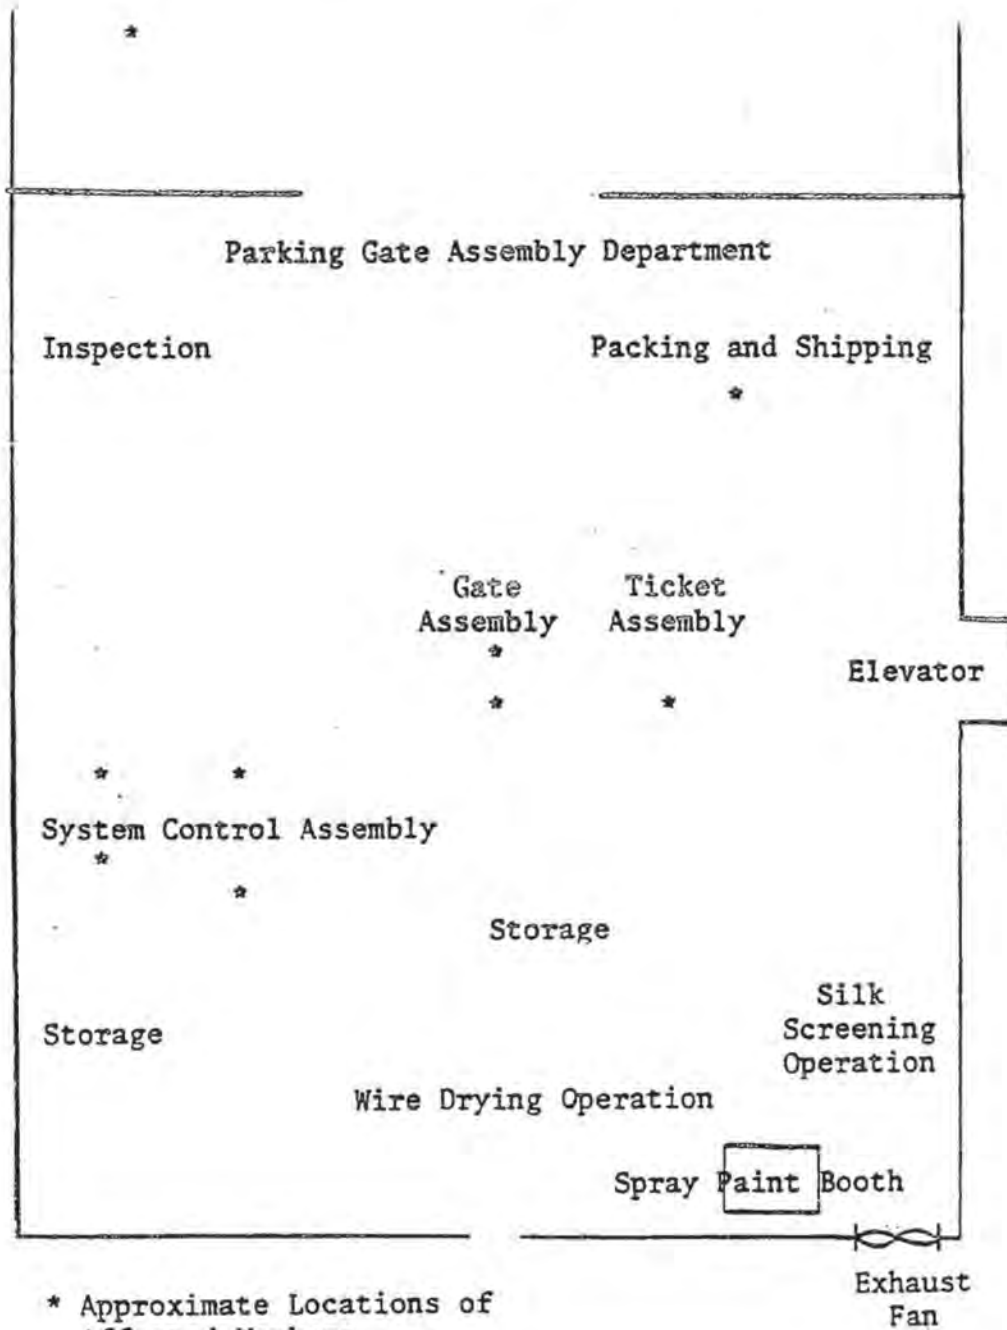 *
Parking Gate Assembly Department
Inspection
Packing and Shipping
*
Gate
Assembly
Ticket
Assembly
*
* *
Elevator
* *
System Control Assembly
*
*
Storage
Silk
Screening
Operation
Storage
Wire Drying Operation
Spray Paint Booth
Exhaust
Fan
* Approximate Locations of